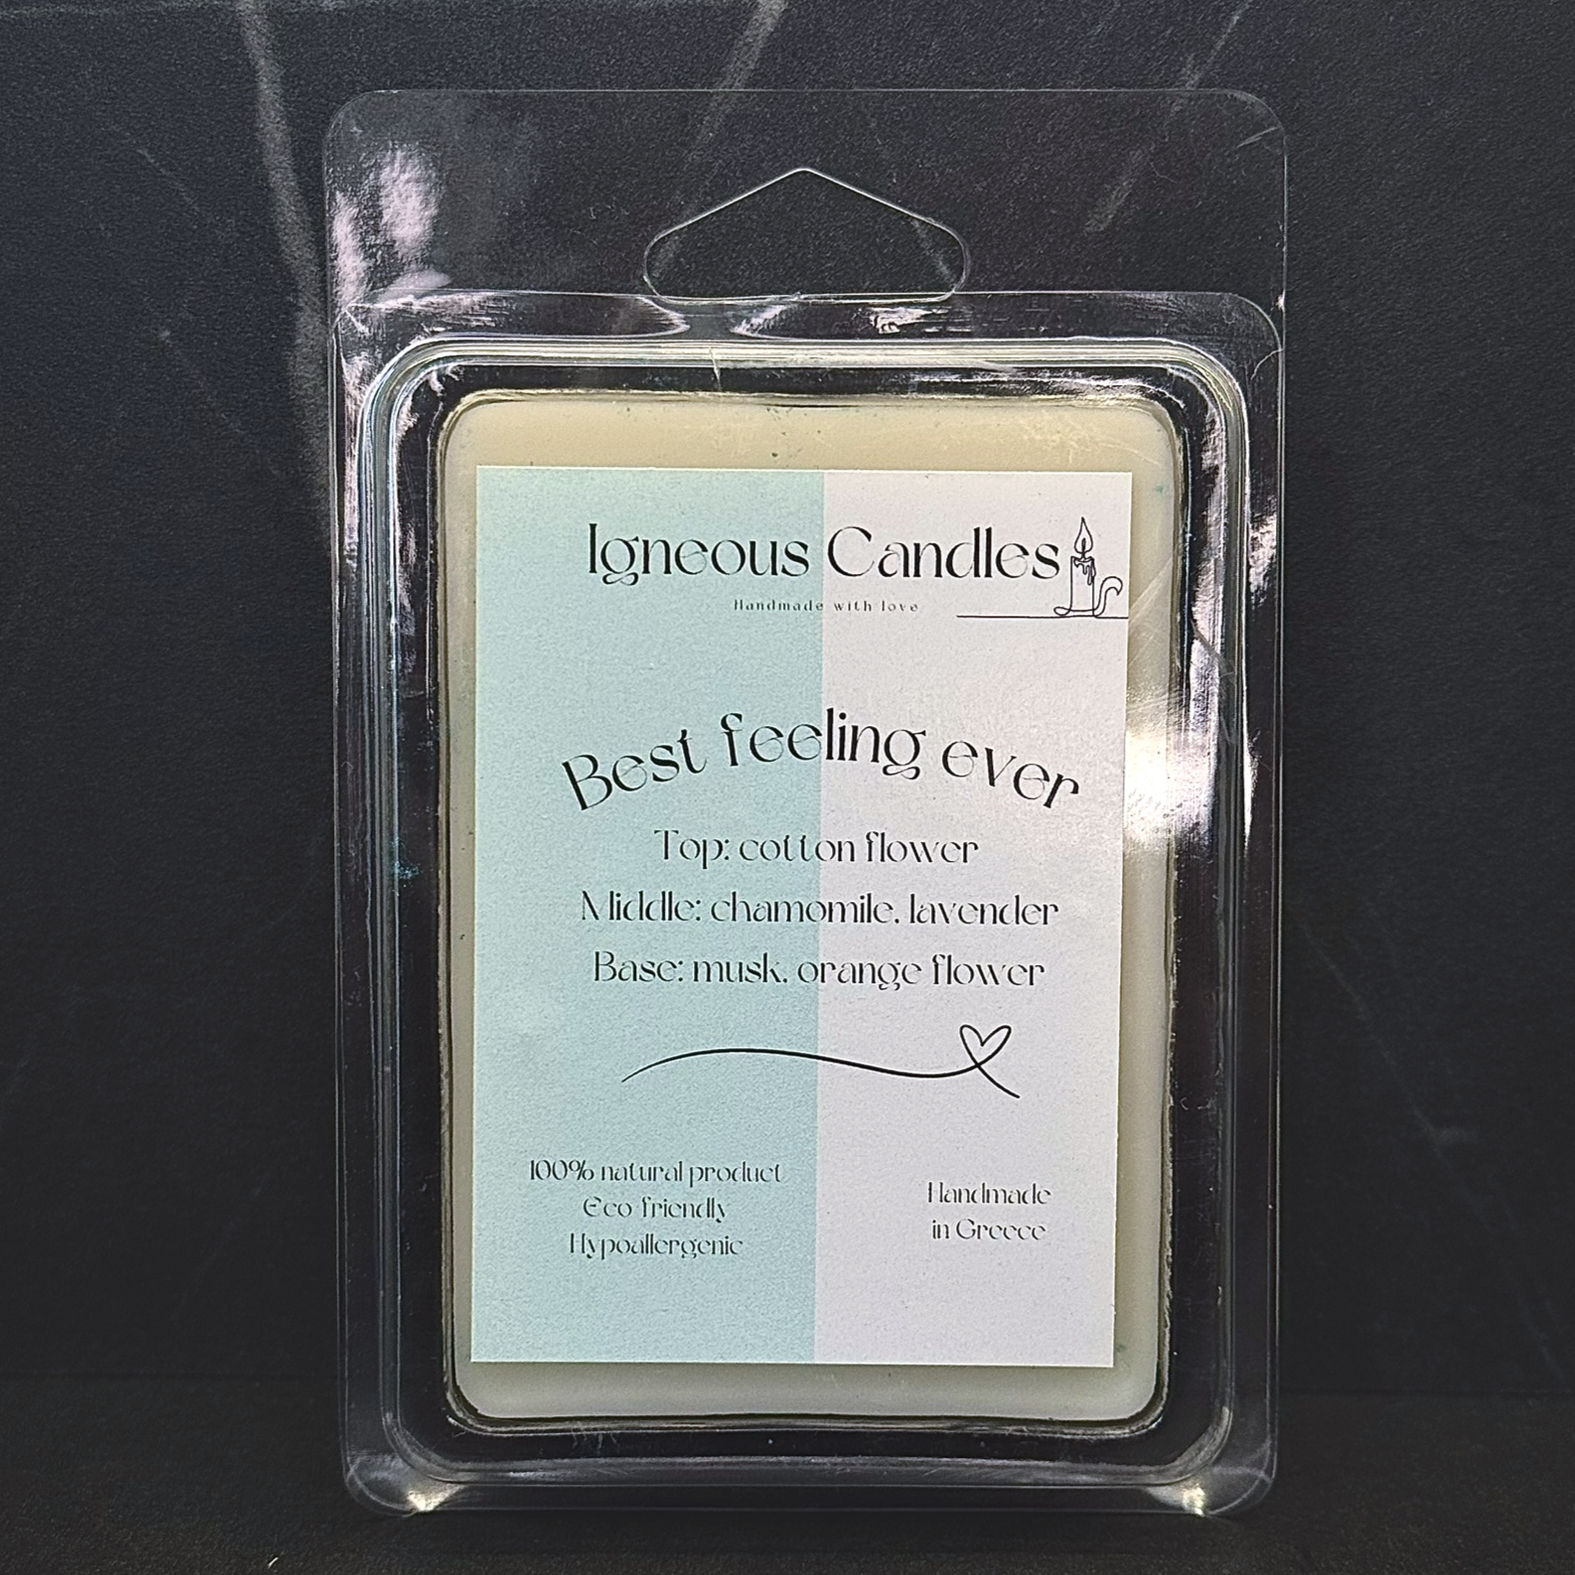 Igneous Candles
Handmade with love
Best feeling ever
Top: cotton flower
Middle: chamomile, lavender
Base: musk, orange flower
100% natural product
Eco friendly
Hypoallergenic
Handmade
in Greece